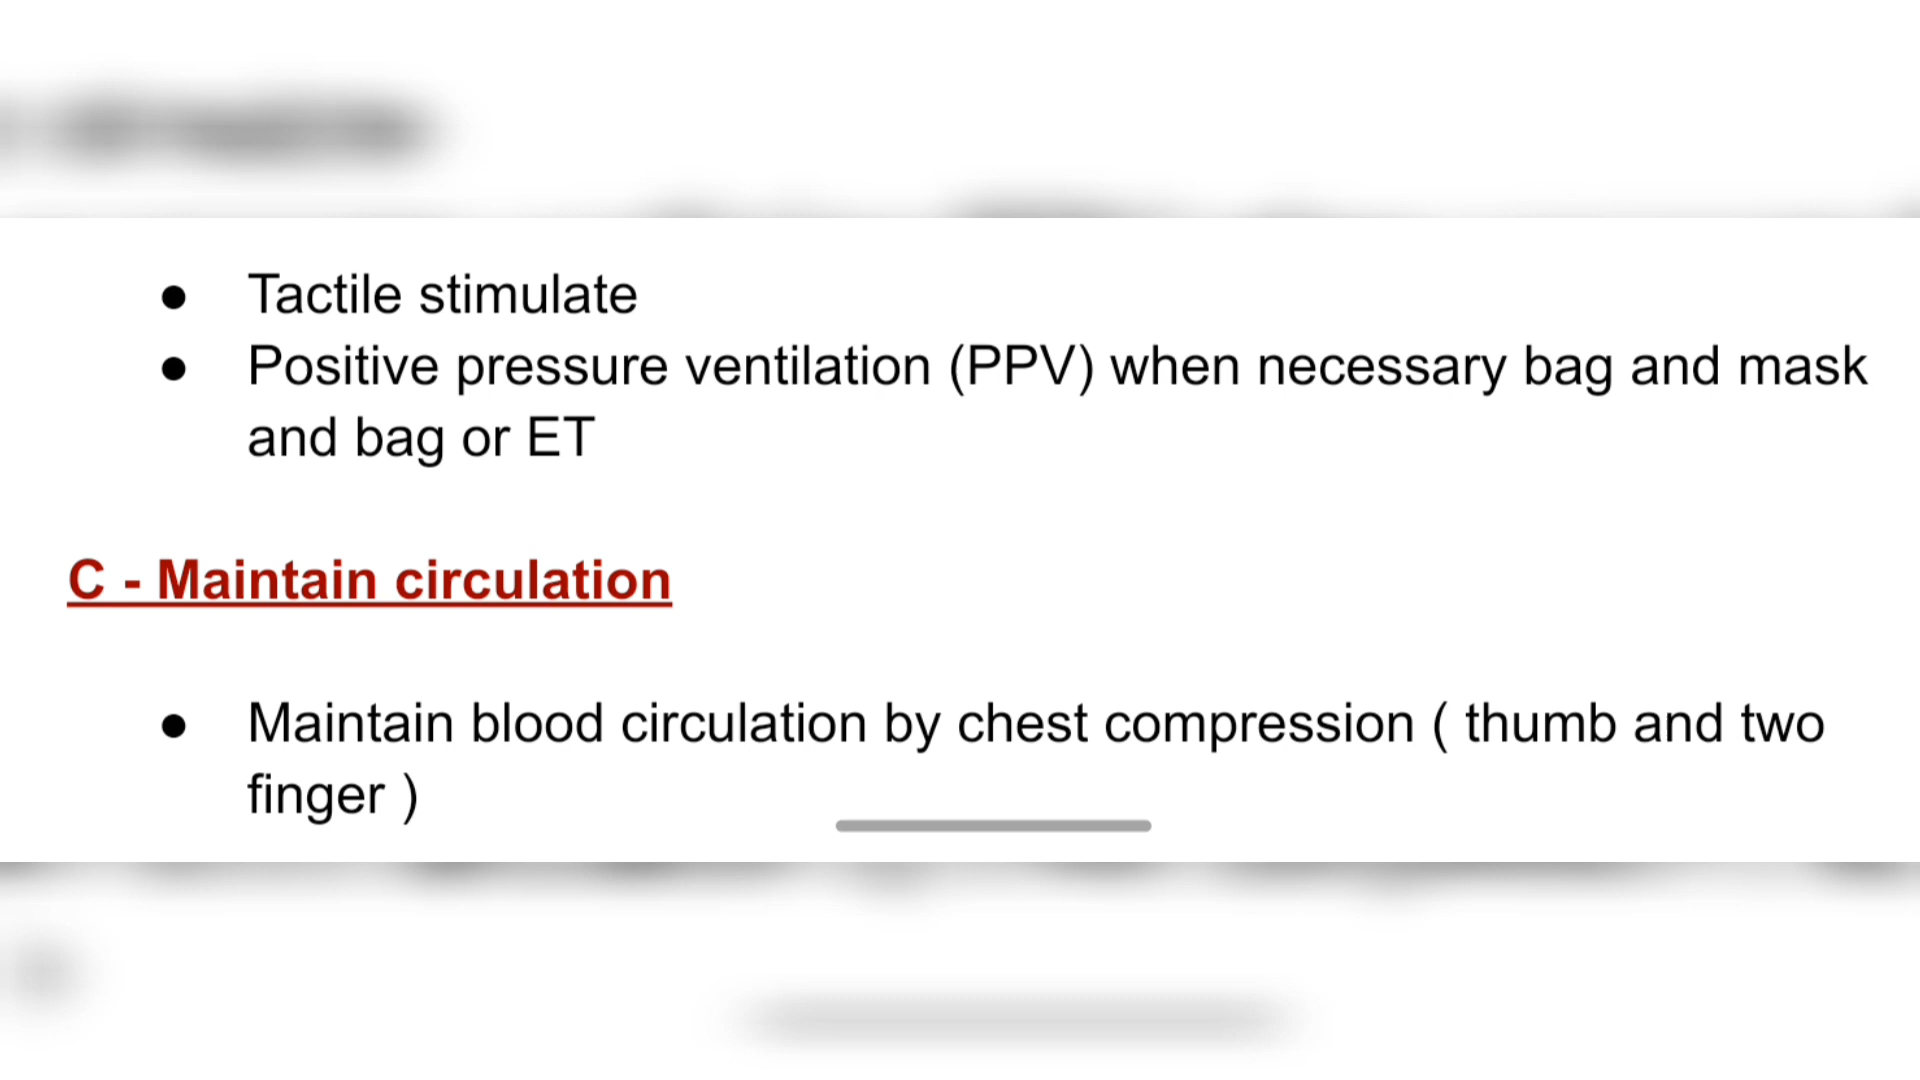 ● Tactile stimulate
● Positive pressure ventilation (PPV) when necessary bag and mask
and bag or ET
C - Maintain circulation
● Maintain blood circulation by chest compression ( thumb and two
finger )